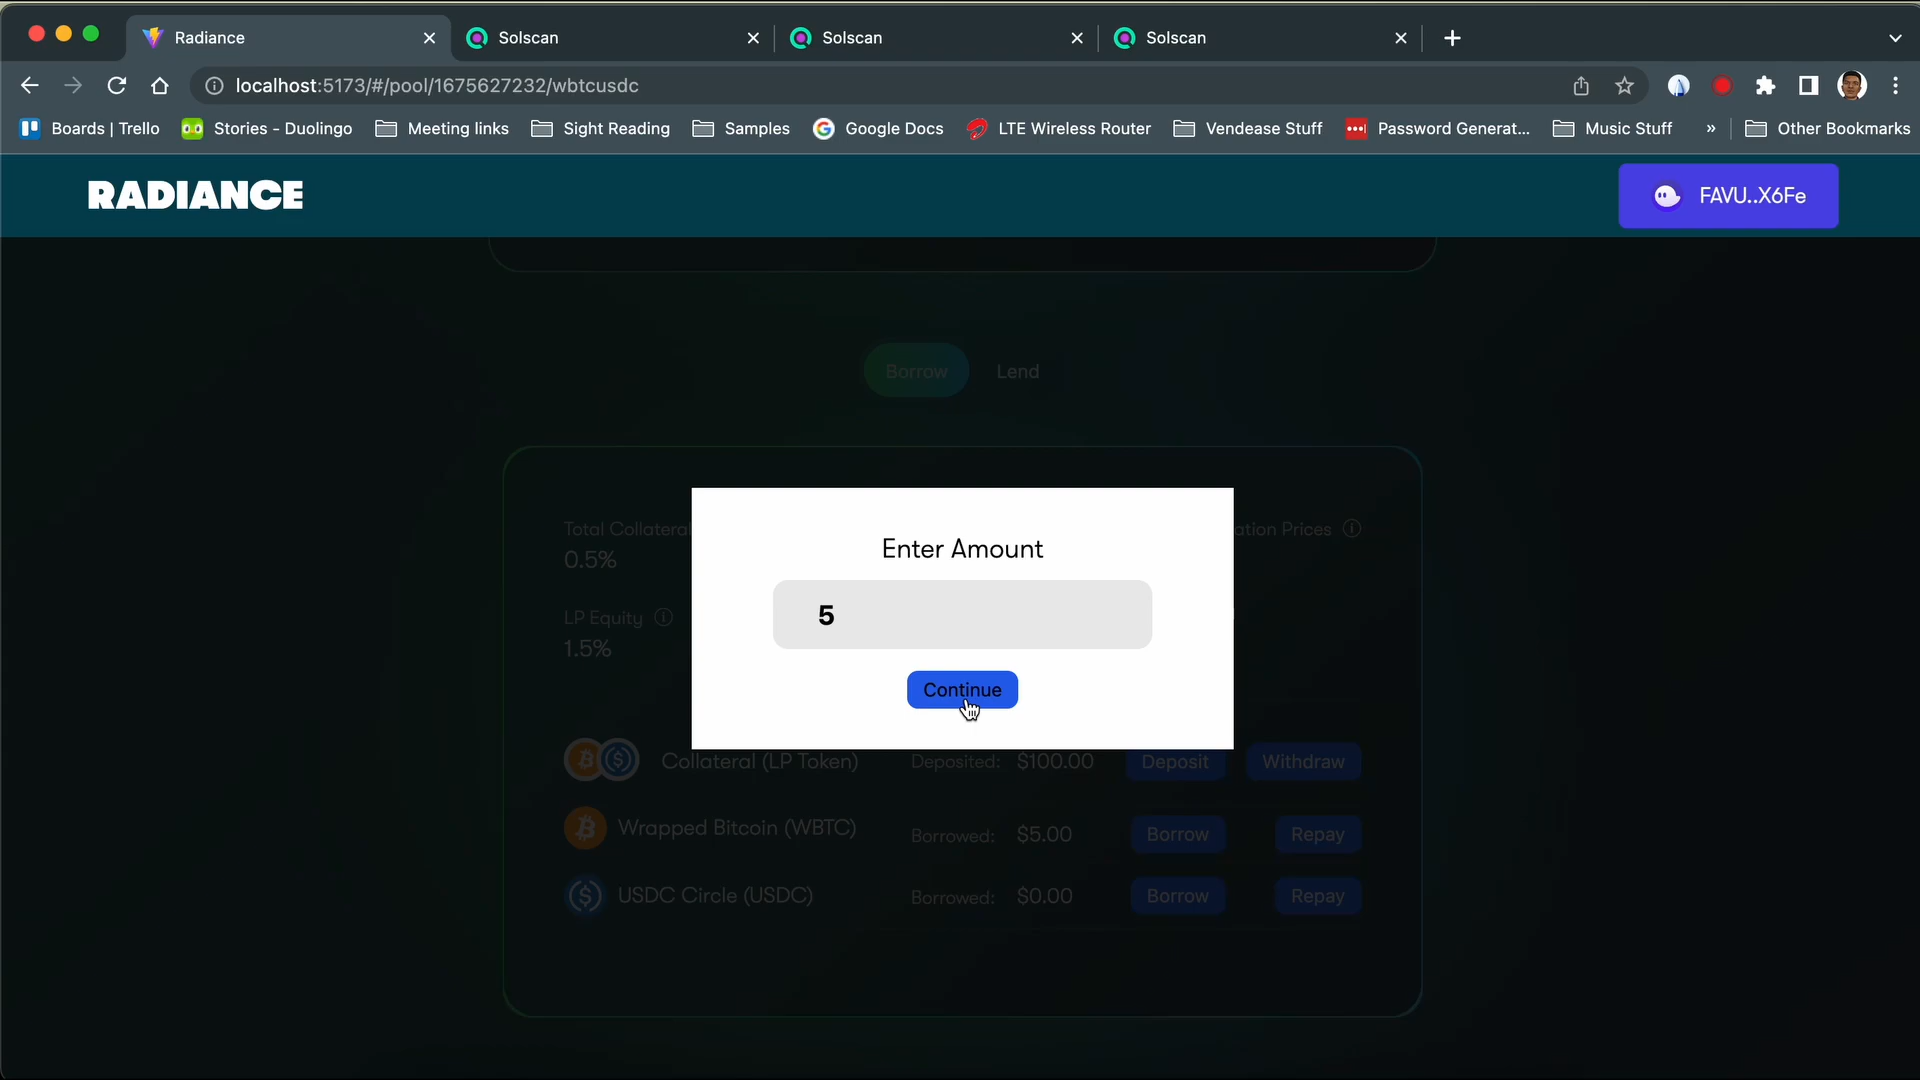 Radiance
Solscan
Solscan
Solscan
localhost:5173/#/pool/1675627232/wbtcusdc
Boards | Trello
Stories - Duolingo
Meeting links
Sight Reading
Samples
Google Docs
LTE Wireless Router
Vendease Stuff
Password Generat...
Music Stuff
»
Other Bookmarks
RADIANCE
FAVU..X6Fe
Borrow
Lend
Total Collateral
ation Prices
0.5%
LP Equity
1.5%
Enter Amount
5
Continue
Collateral (LP Token)
Deposited:
$100.00
Deposit
Withdraw
Wrapped Bitcoin (WBTC)
Borrowed:
$5.00
Borrow
Repay
USDC Circle (USDC)
Borrowed:
$0.00
Borrow
Repay